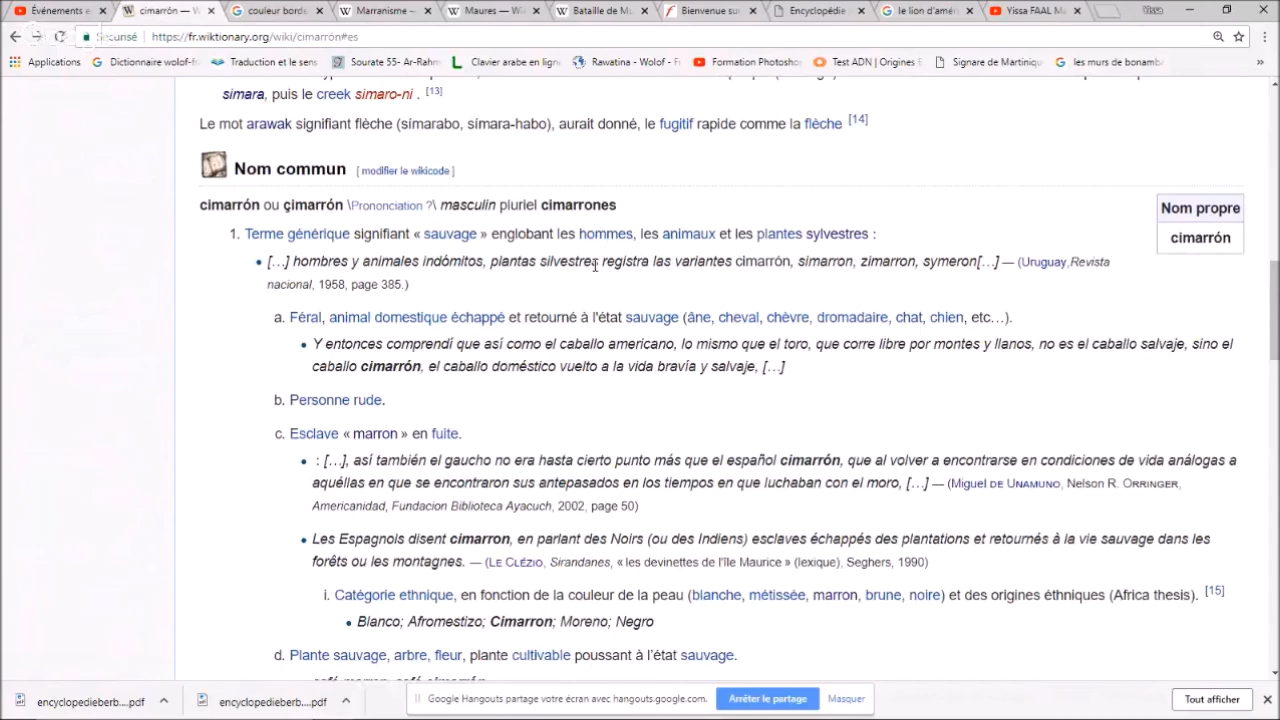 Événements e
cimarrón — W
couleur borde
Marranisme –
Maures — Wi
Bataille de Mu
Bienvenue su
Encyclopédie
le lion d'amér
Yissa FAAL M
Yissa
Sécurisé https://fr.wiktionary.org/wiki/cimarrón#es
Applications
Dictionnaire wolof-fr
Traduction et le sens
Sourate 55- Ar-Rahm
Clavier arabe en ligne
Rawatina - Wolof - F
Formation Photosho
Test ADN | Origines E
Signare de Martiniqu
les murs de bonamb
»
simara, puis le creek simaro-ni . [13]
Le mot arawak signifiant flèche (símarabo, símara-habo), aurait donné, le fugitif rapide comme la flèche [14]
Nom commun [ modifier le wikicode ]
cimarrón ou çimarrón \Prononciation ?\ masculin pluriel cimarrones
Nom propre
cimarrón
1. Terme générique signifiant « sauvage » englobant les hommes, les animaux et les plantes sylvestres :
• […] hombres y animales indómitos, plantas silvestres registra las variantes cimarrón, simarron, zimarron, symeron[…] — (Uruguay,Revista
nacional, 1958, page 385.)
a. Féral, animal domestique échappé et retourné à l'état sauvage (âne, cheval, chèvre, dromadaire, chat, chien, etc…).
• Y entonces comprendí que así como el caballo americano, lo mismo que el toro, que corre libre por montes y llanos, no es el caballo salvaje, sino el
caballo cimarrón, el caballo doméstico vuelto a la vida bravía y salvaje, […]
b. Personne rude.
c. Esclave « marron » en fuite.
• : […], así también el gaucho no era hasta cierto punto más que el español cimarrón, que al volver a encontrarse en condiciones de vida análogas a
aquéllas en que se encontraron sus antepasados en los tiempos en que luchaban con el moro, […] — (Miguel DE UNAMUNO, Nelson R. ORRINGER,
Americanidad, Fundacion Biblioteca Ayacuch, 2002, page 50)
• Les Espagnols disent cimarron, en parlant des Noirs (ou des Indiens) esclaves échappés des plantations et retournés à la vie sauvage dans les
forêts ou les montagnes. — (LE CLÉZIO, Sirandanes, « les devinettes de l'île Maurice » (lexique), Seghers, 1990)
i. Catégorie ethnique, en fonction de la couleur de la peau (blanche, métissée, marron, brune, noire) et des origines éthniques (Africa thesis). [15]
• Blanco; Afromestizo; Cimarron; Moreno; Negro
d. Plante sauvage, arbre, fleur, plante cultivable poussant à l'état sauvage.
encyclopedieberb....pdf
Google Hangouts partage votre écran avec hangouts.google.com.
Arrêter le partage
Masquer
Tout afficher